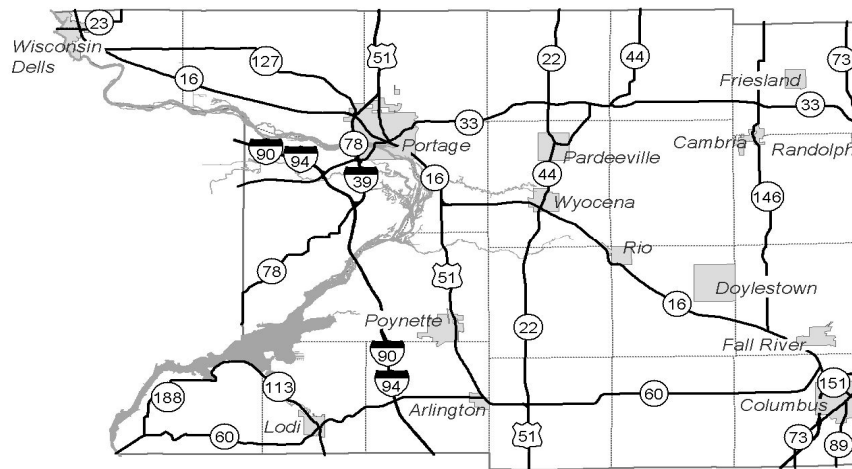 23
Wisconsin
Dells
127
16
51
22
44
73
Friesland
33
33
Cambria
Randolph
78
Portage
90
94
39
16
Pardeeville
44
Wyocena
146
Rio
78
51
Doylestown
16
Poynette
22
Fall River
90
94
113
188
60
151
Arlington
Columbus
Lodi
60
51
73
89